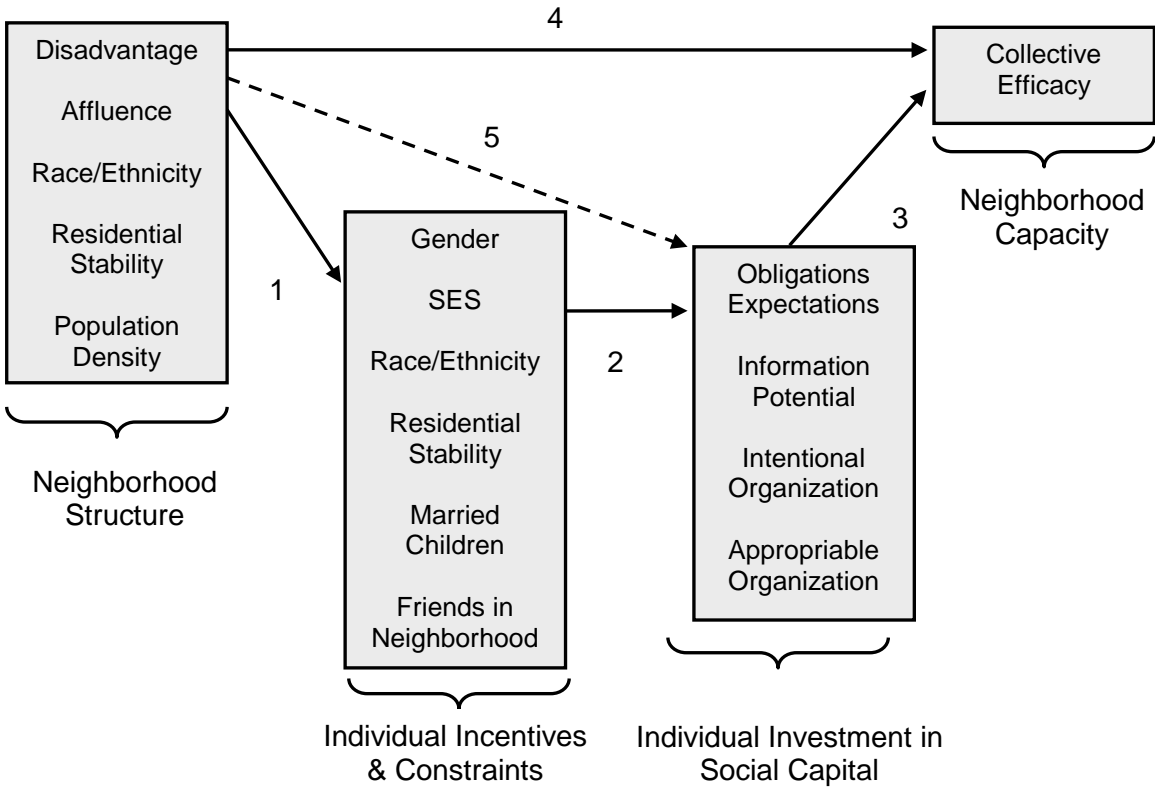 4
Disadvantage
Affluence
Race/Ethnicity
Residential
Stability
Population
Density
Neighborhood
Structure
1
5
Gender
SES
Race/Ethnicity
Residential
Stability
Married
Children
Friends in
Neighborhood
Individual Incentives
& Constraints
2
Obligations
Expectations
Information
Potential
Intentional
Organization
Appropriable
Organization
Individual Investment in
Social Capital
3
Collective
Efficacy
Neighborhood
Capacity